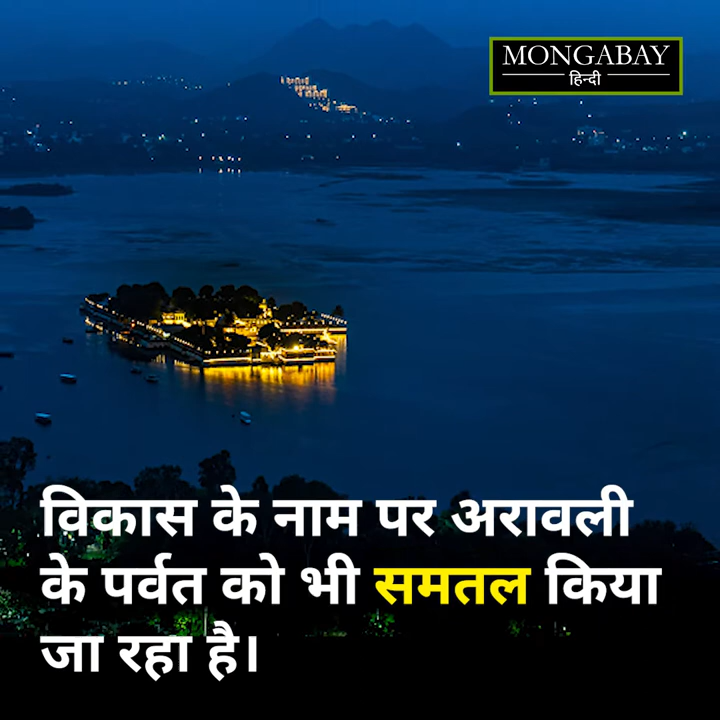 MONGABAY
हिन्दी
विकास के नाम पर अरावली
के पर्वत को भी समतल किया
जा रहा है।